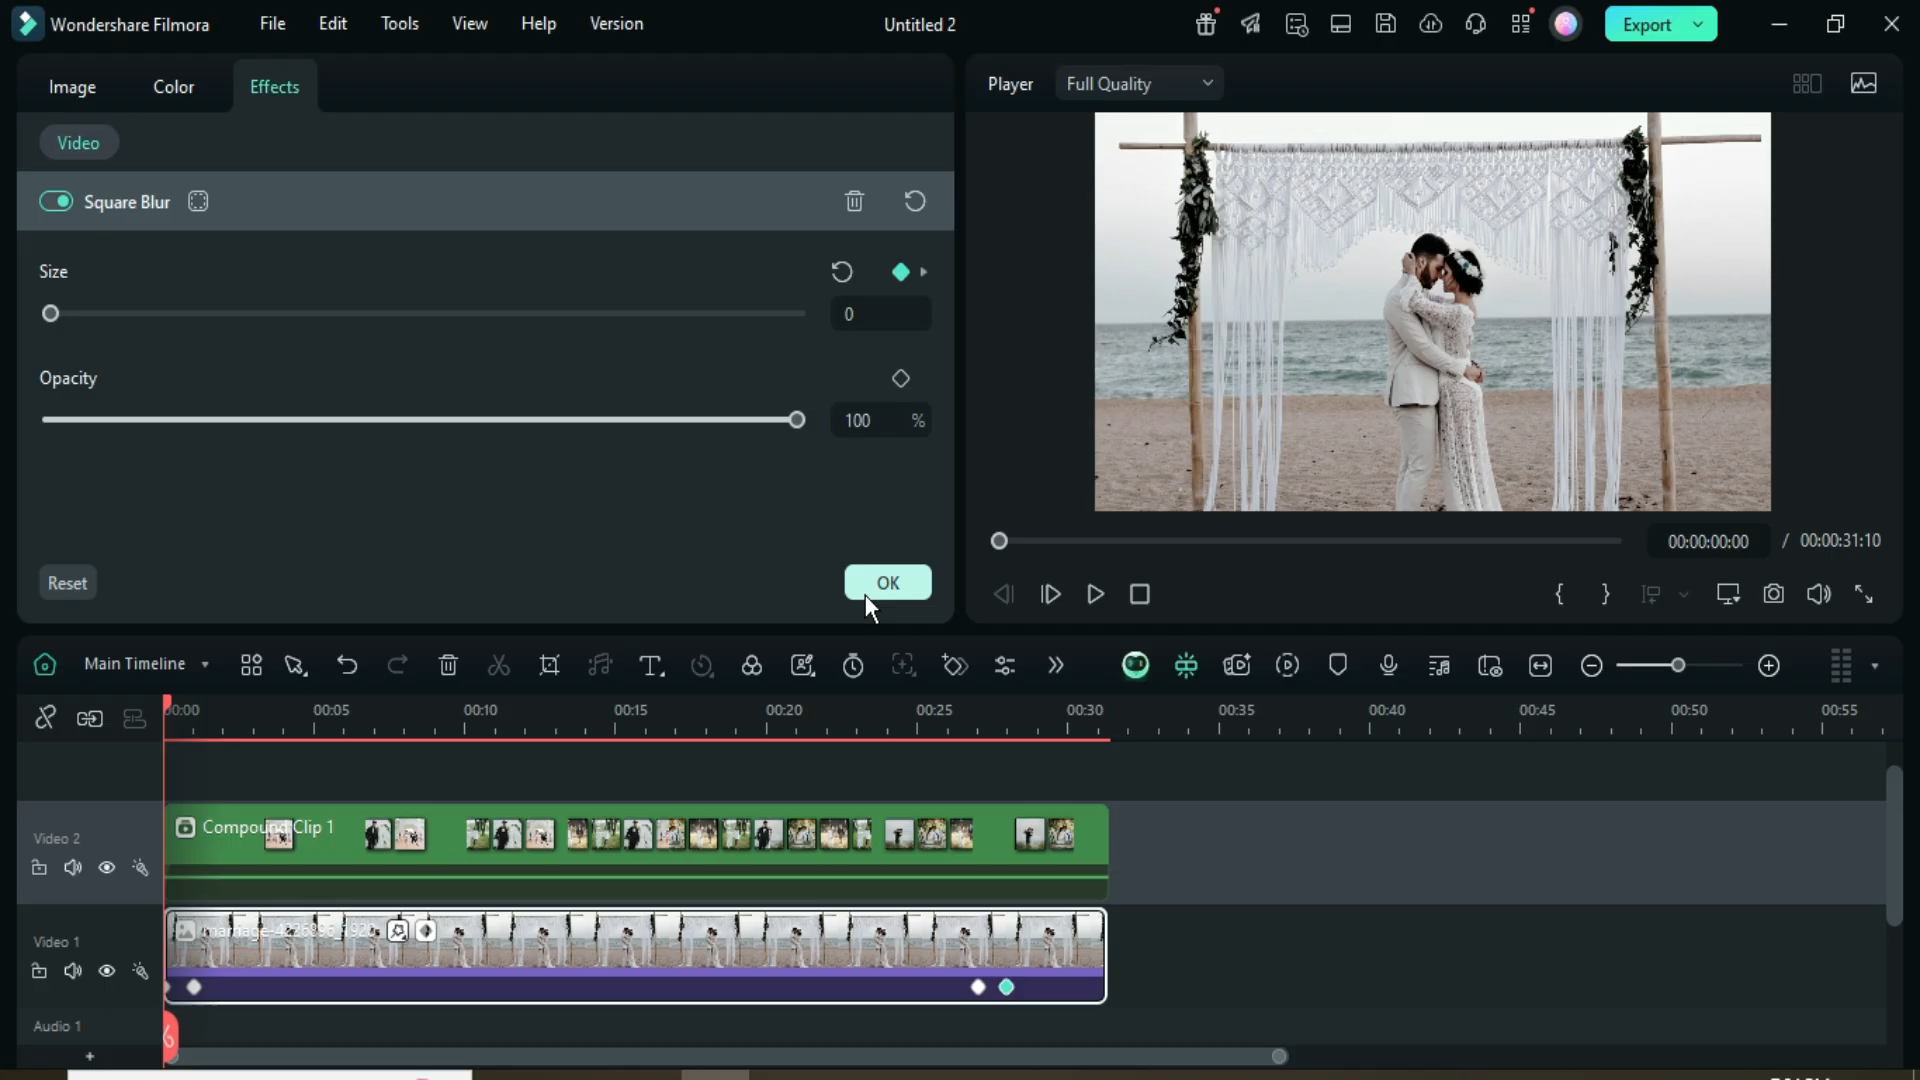 Wondershare Filmora File Edit Tools View Help Version Untitled 2 Export
Image Color Effects
Player Full Quality
Video
Square Blur
Size
0
Opacity
100 %
00:00:00:00 / 00:00:31:10
Reset OK
Main Timeline
00:00 00:05 00:10 00:15 00:20 00:25 00:30 00:35 00:40 00:45 00:50 00:55
Video 2
Compound Clip 1
Video 1
marriage-4226896_1920
Audio 1